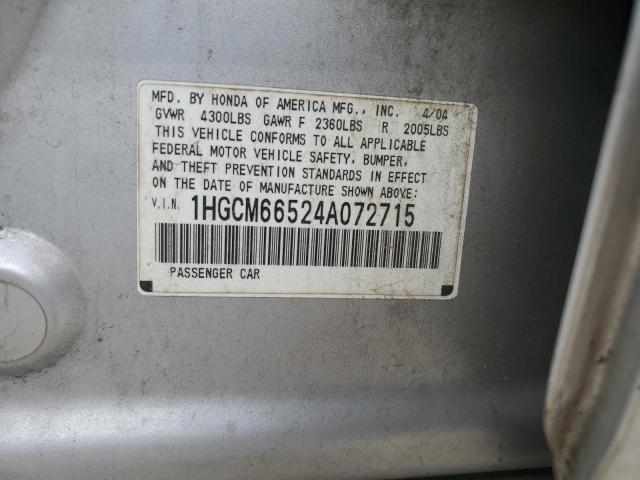 MFD. BY HONDA OF AMERICA MFG., INC. 4/04
GVWR 4300LBS GAWR F 2360LBS R 2005LBS
THIS VEHICLE CONFORMS TO ALL APPLICABLE
FEDERAL MOTOR VEHICLE SAFETY, BUMPER,
AND THEFT PREVENTION STANDARDS IN EFFECT
ON THE DATE OF MANUFACTURE SHOWN ABOVE:
V.I.N. 1HGCM66524A072715
PASSENGER CAR